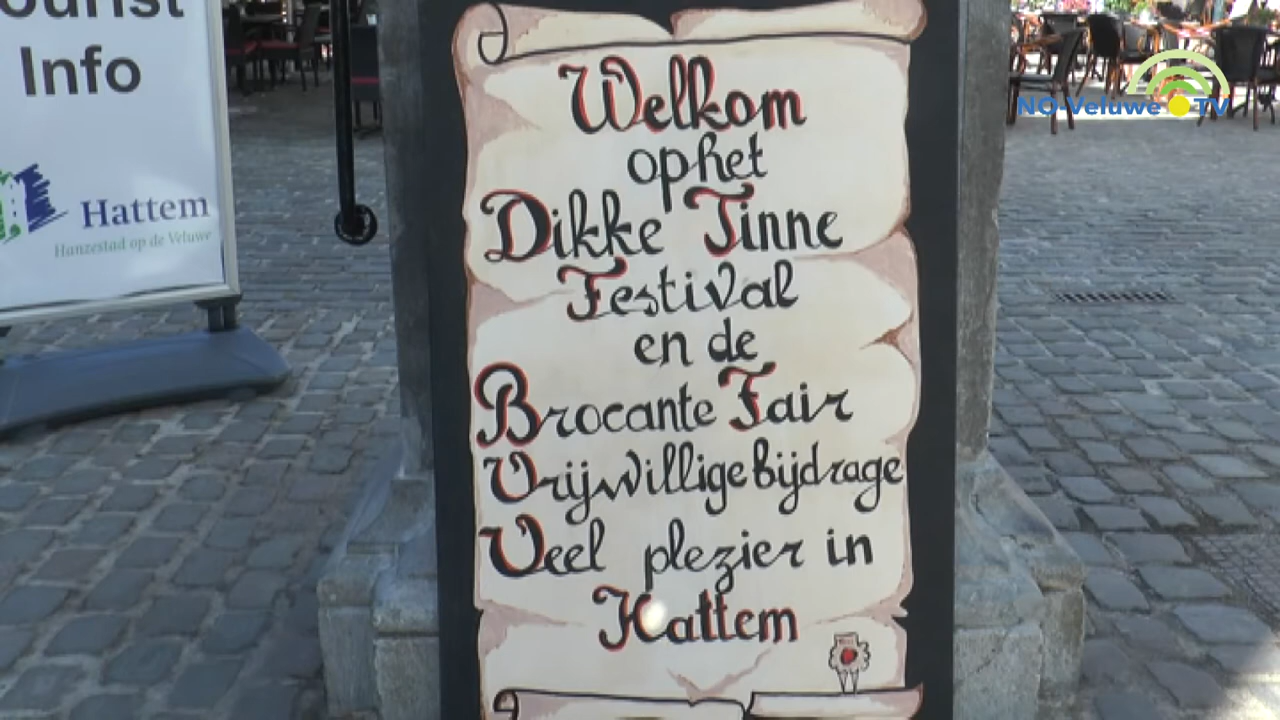 Info
Hattem
Hanzestad op de Veluwe
NO-Veluwe TV
Welkom
op het
Dikke Tinne
Festival
en de
Brocante Fair
Vrijwillige bijdrage
Veel plezier in
Hattem